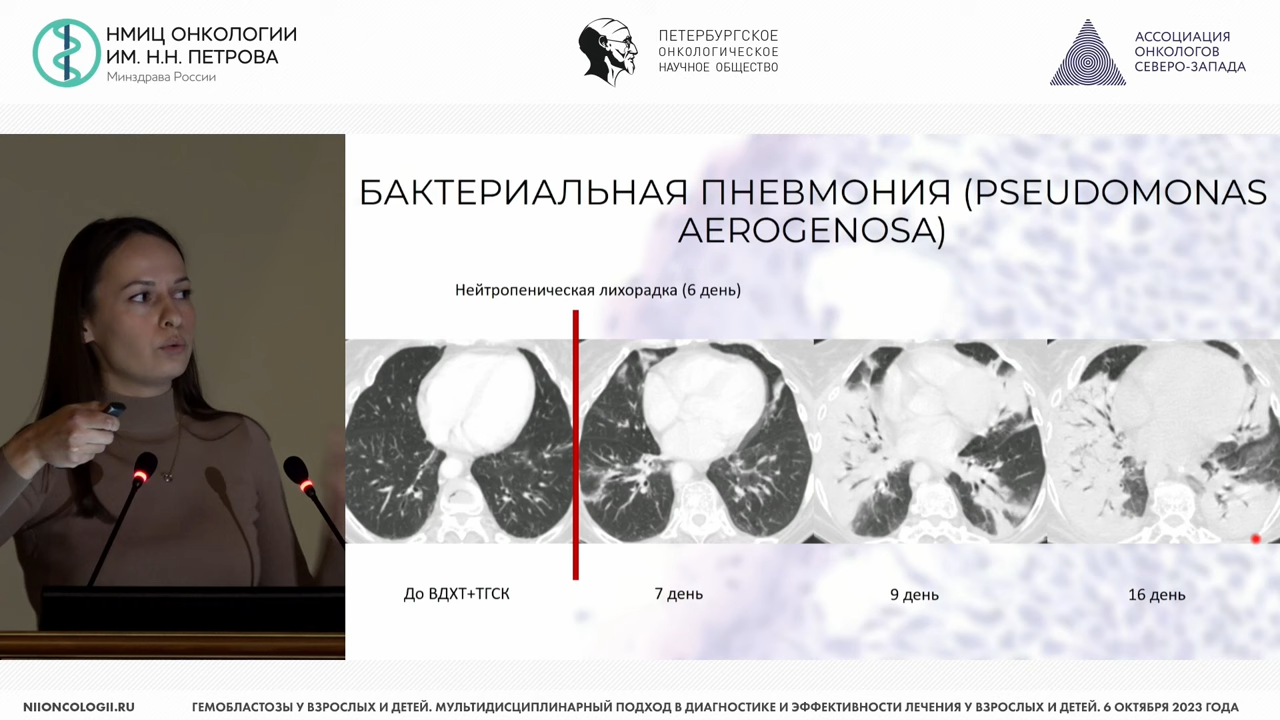 НМИЦ ОНКОЛОГИИ
ИМ. Н.Н. ПЕТРОВА
Минздрава России
ПЕТЕРБУРГСКОЕ
ОНКОЛОГИЧЕСКОЕ
НАУЧНОЕ ОБЩЕСТВО
АССОЦИАЦИЯ
ОНКОЛОГОВ
СЕВЕРО-ЗАПАДА
БАКТЕРИАЛЬНАЯ ПНЕВМОНИЯ (PSEUDOMONAS
AEROGENOSA)
Нейтропеническая лихорадка (6 день)
До ВДХТ+ТГСК
7 день
9 день
16 день
NIIONCOLOGII.RU
ГЕМОБЛАСТОЗЫ У ВЗРОСЛЫХ И ДЕТЕЙ. МУЛЬТИДИСЦИПЛИНАРНЫЙ ПОДХОД В ДИАГНОСТИКЕ И ЭФФЕКТИВНОСТИ ЛЕЧЕНИЯ У ВЗРОСЛЫХ И ДЕТЕЙ. 6 ОКТЯБРЯ 2023 ГОДА